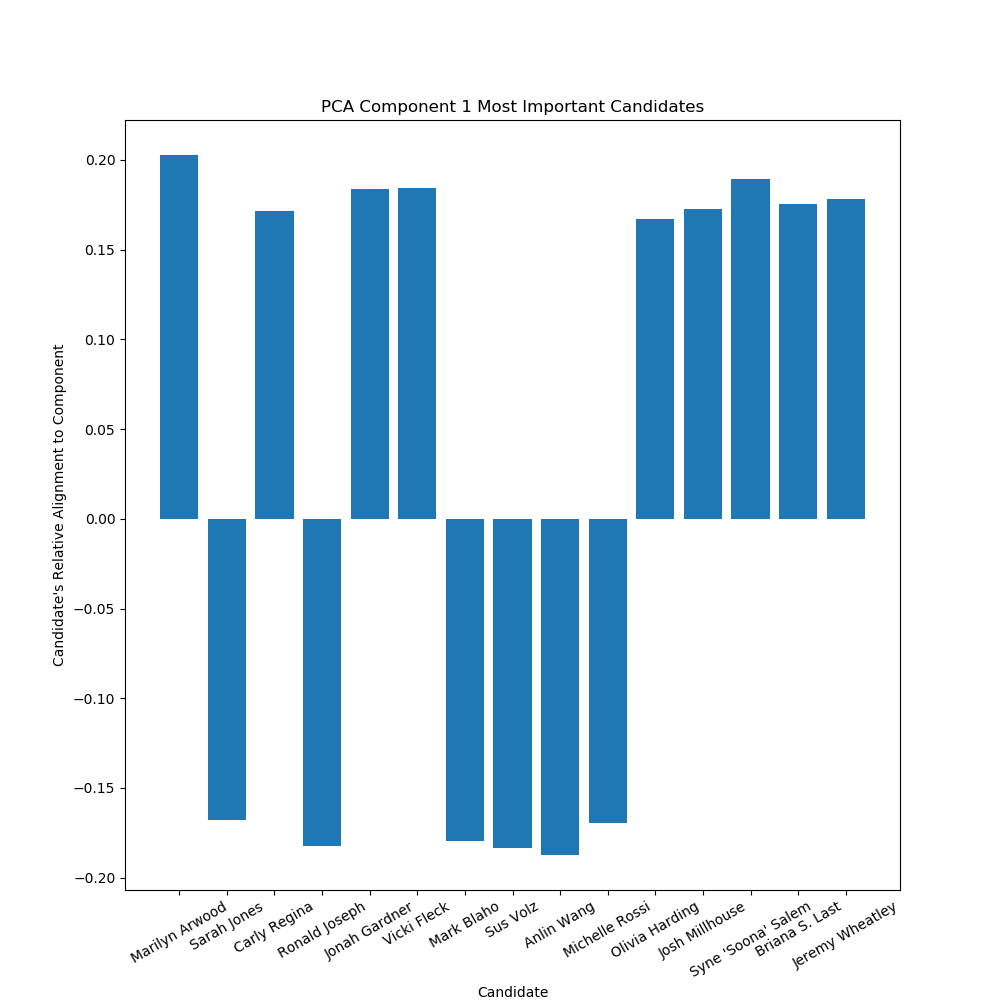 PCA Component 1 Most Important Candidates
Candidate's Relative Alignment to Component
0.20
0.15
0.10
0.05
0.00
−0.05
−0.10
−0.15
−0.20
Marilyn Arwood
Sarah Jones
Carly Regina
Ronald Joseph
Jonah Gardner
Vicki Fleck
Mark Blaho
Sus Volz
Anlin Wang
Michelle Rossi
Olivia Harding
Josh Millhouse
Syne 'Soona' Salem
Briana S. Last
Jeremy Wheatley
Candidate